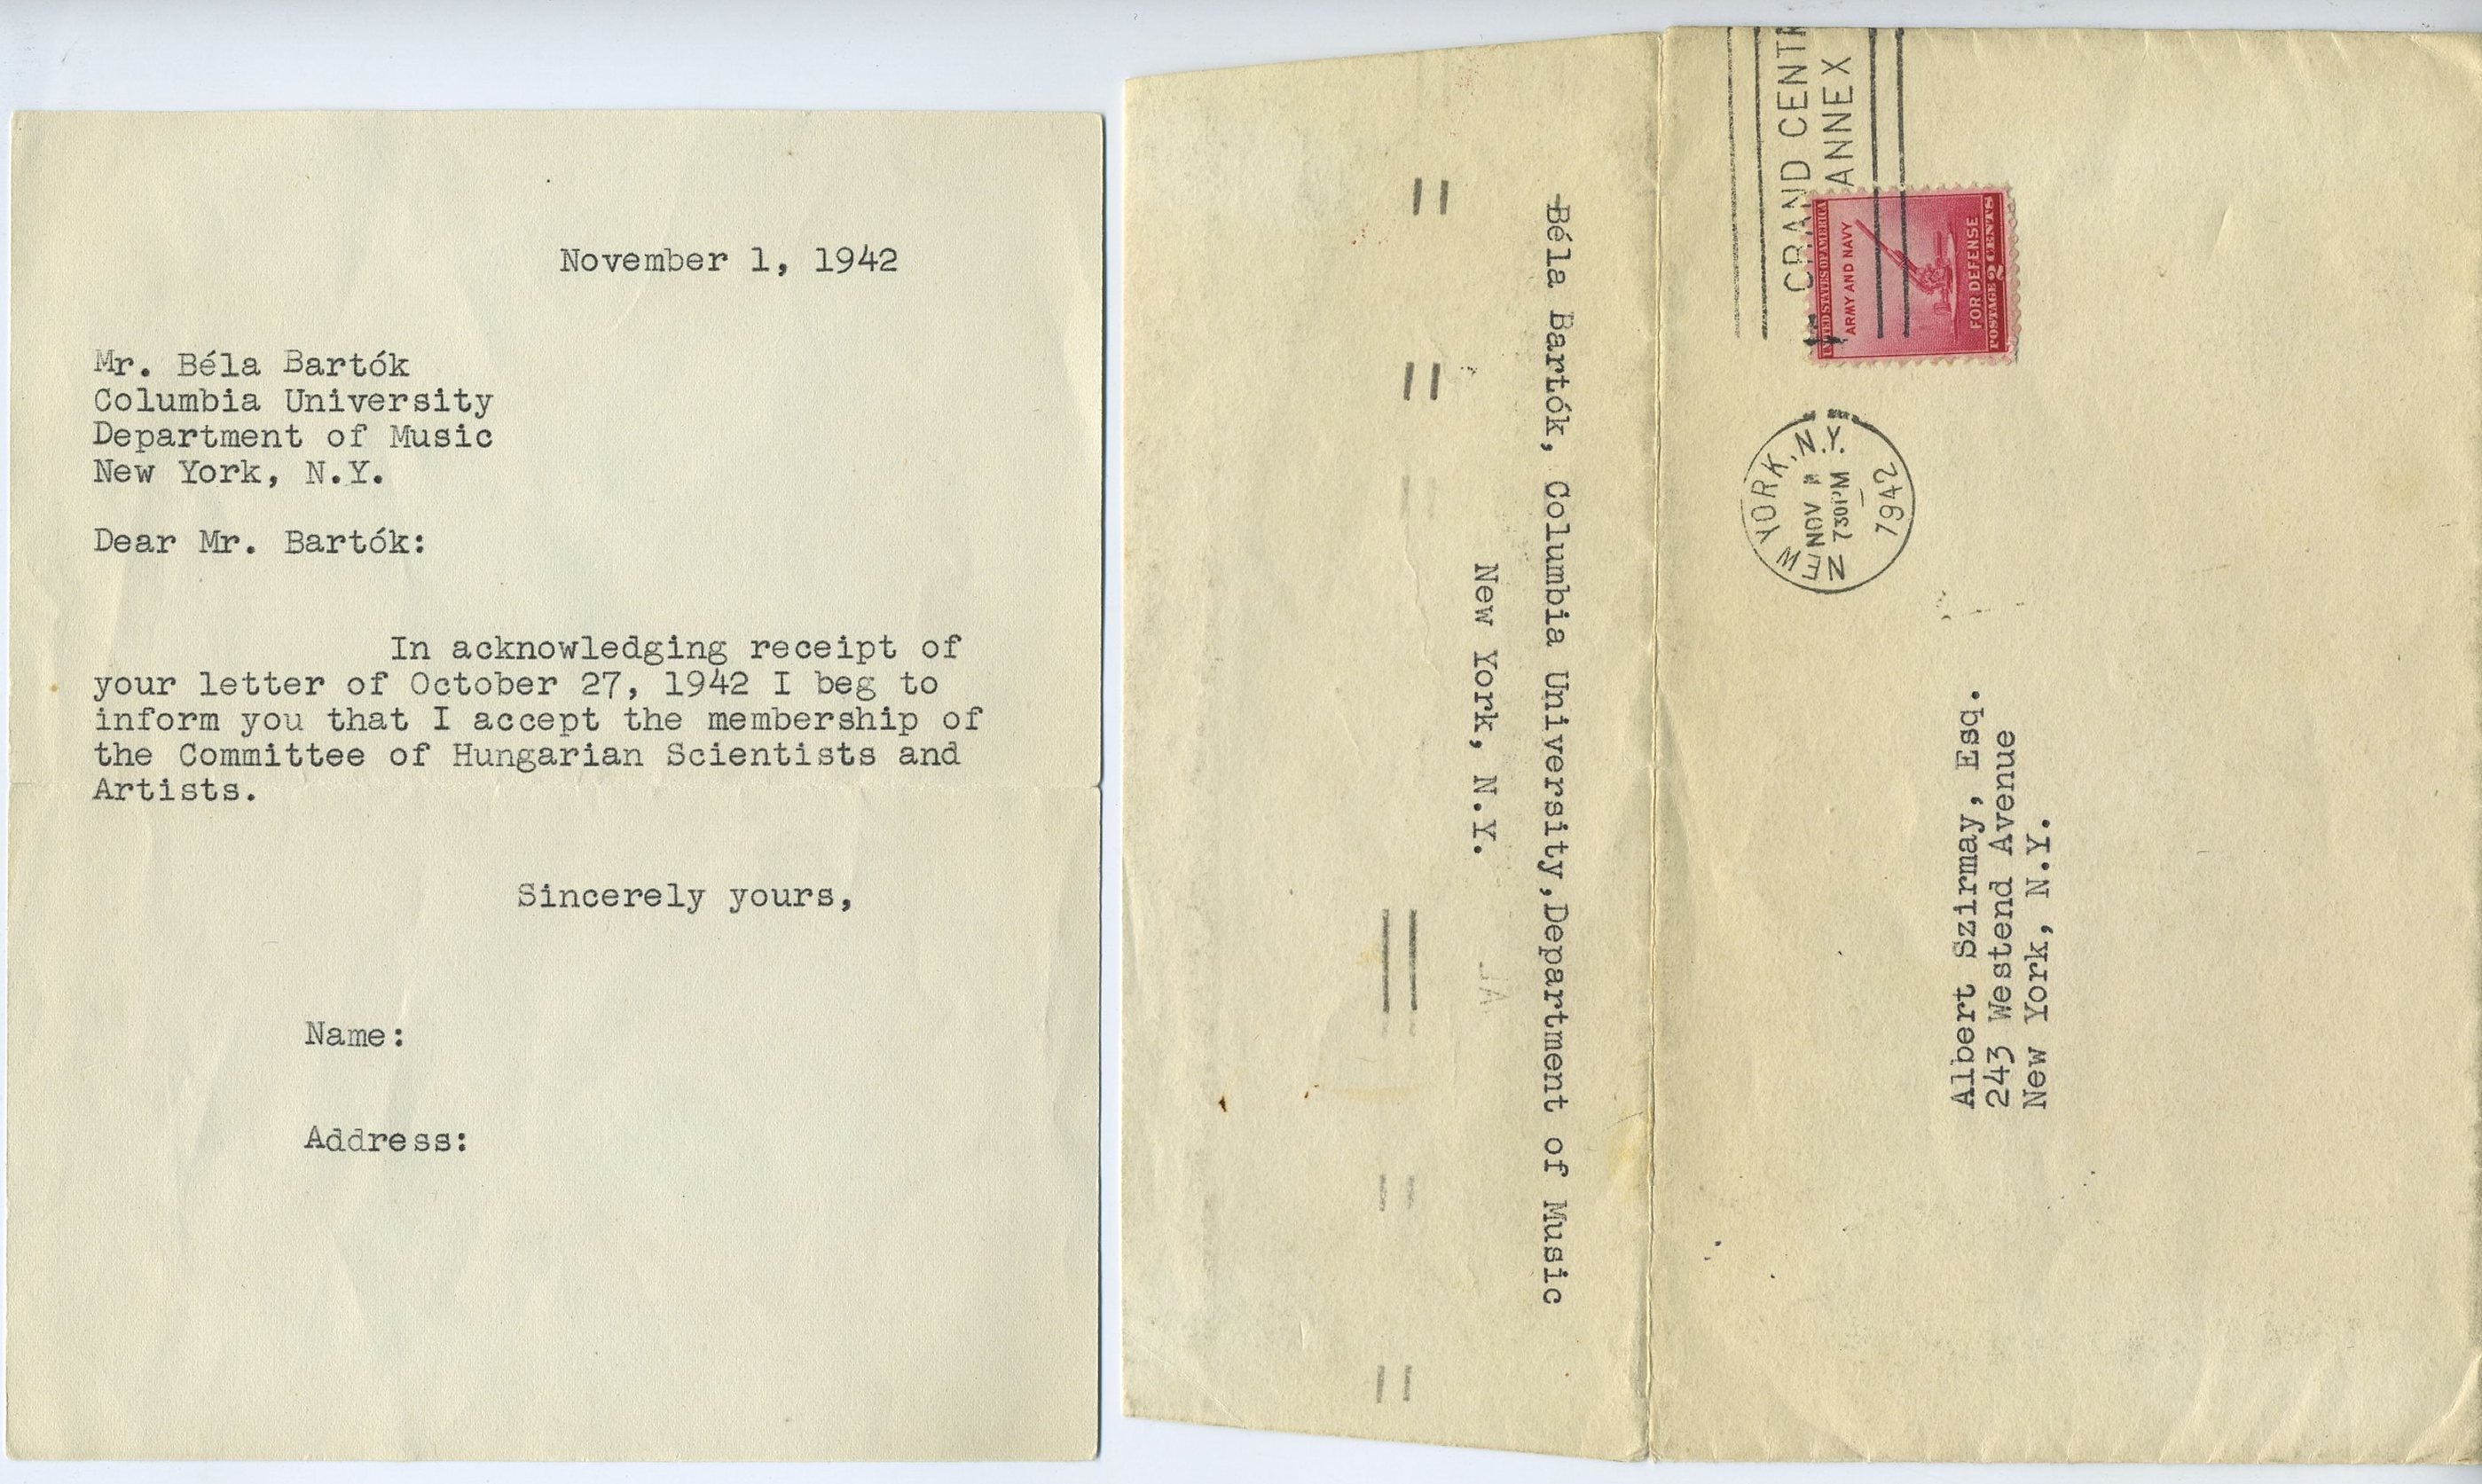 November 1, 1942
Mr. Béla Bartók
Columbia University
Department of Music
New York, N.Y.
Dear Mr. Bartók:
In acknowledging receipt of
your letter of October 27, 1942 I beg to
inform you that I accept the membership of
the Committee of Hungarian Scientists and
Artists.
Sincerely yours,
Name:
Address:
Béla Bartók, Columbia University,Department of Music
New York, N.Y.
GRAND CENTR
ANNEX
UNITED STATES OF AMERICA
ARMY AND NAVY
FOR DEFENSE
POSTAGE 2 CENTS
NEW YORK, N.Y.
NOV
730PM
1942
Albert Szirmay, Esq.
243 Westend Avenue
New York, N.Y.